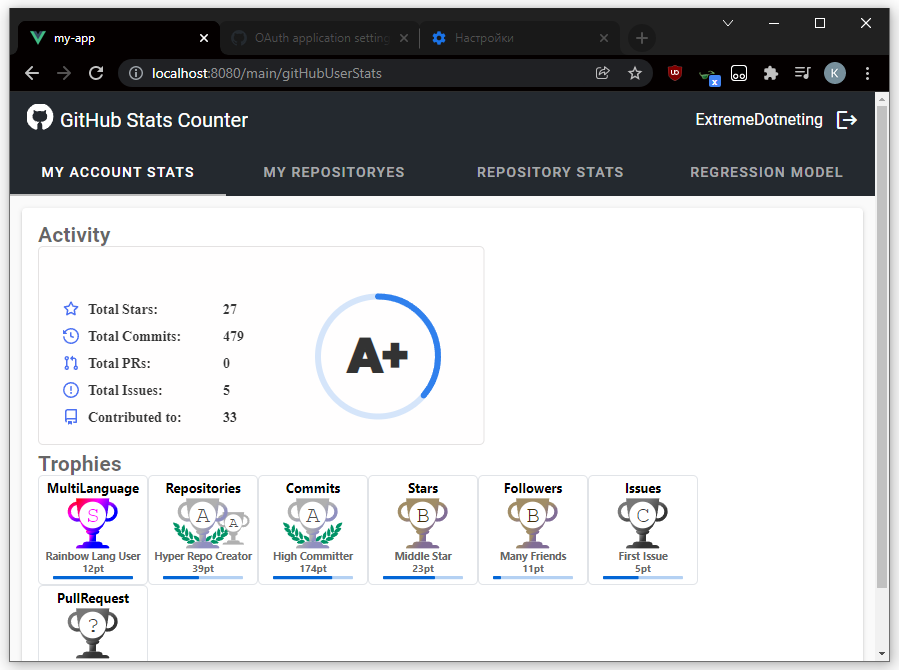 my-app
OAuth application setting
Настройки
localhost:8080/main/gitHubUserStats
K
GitHub Stats Counter
ExtremeDotneting
MY ACCOUNT STATS
MY REPOSITORYES
REPOSITORY STATS
REGRESSION MODEL
Activity
Total Stars: 27
Total Commits: 479
Total PRs: 0
Total Issues: 5
Contributed to: 33
A+
Trophies
MultiLanguage
S
Rainbow Lang User
12pt
Repositories
A
A
Hyper Repo Creator
39pt
Commits
A
High Committer
174pt
Stars
B
Middle Star
23pt
Followers
B
Many Friends
11pt
Issues
C
First Issue
5pt
PullRequest
?